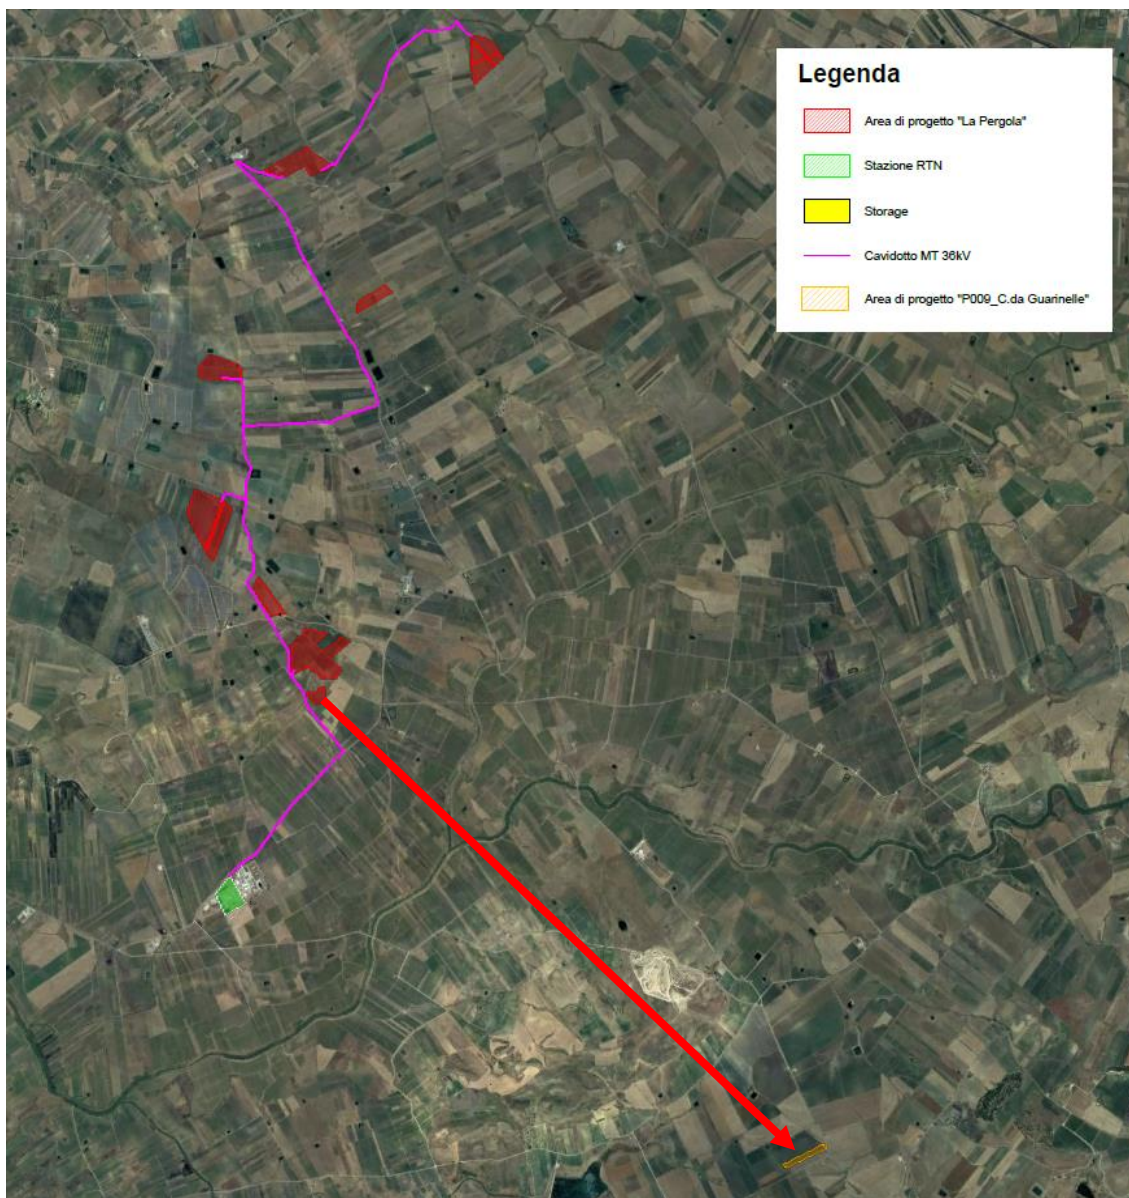 Legenda
Area di progetto "La Pergola"
Stazione RTN
Storage
Cavidotto MT 36kV
Area di progetto "P009_C.da Guarinelle"